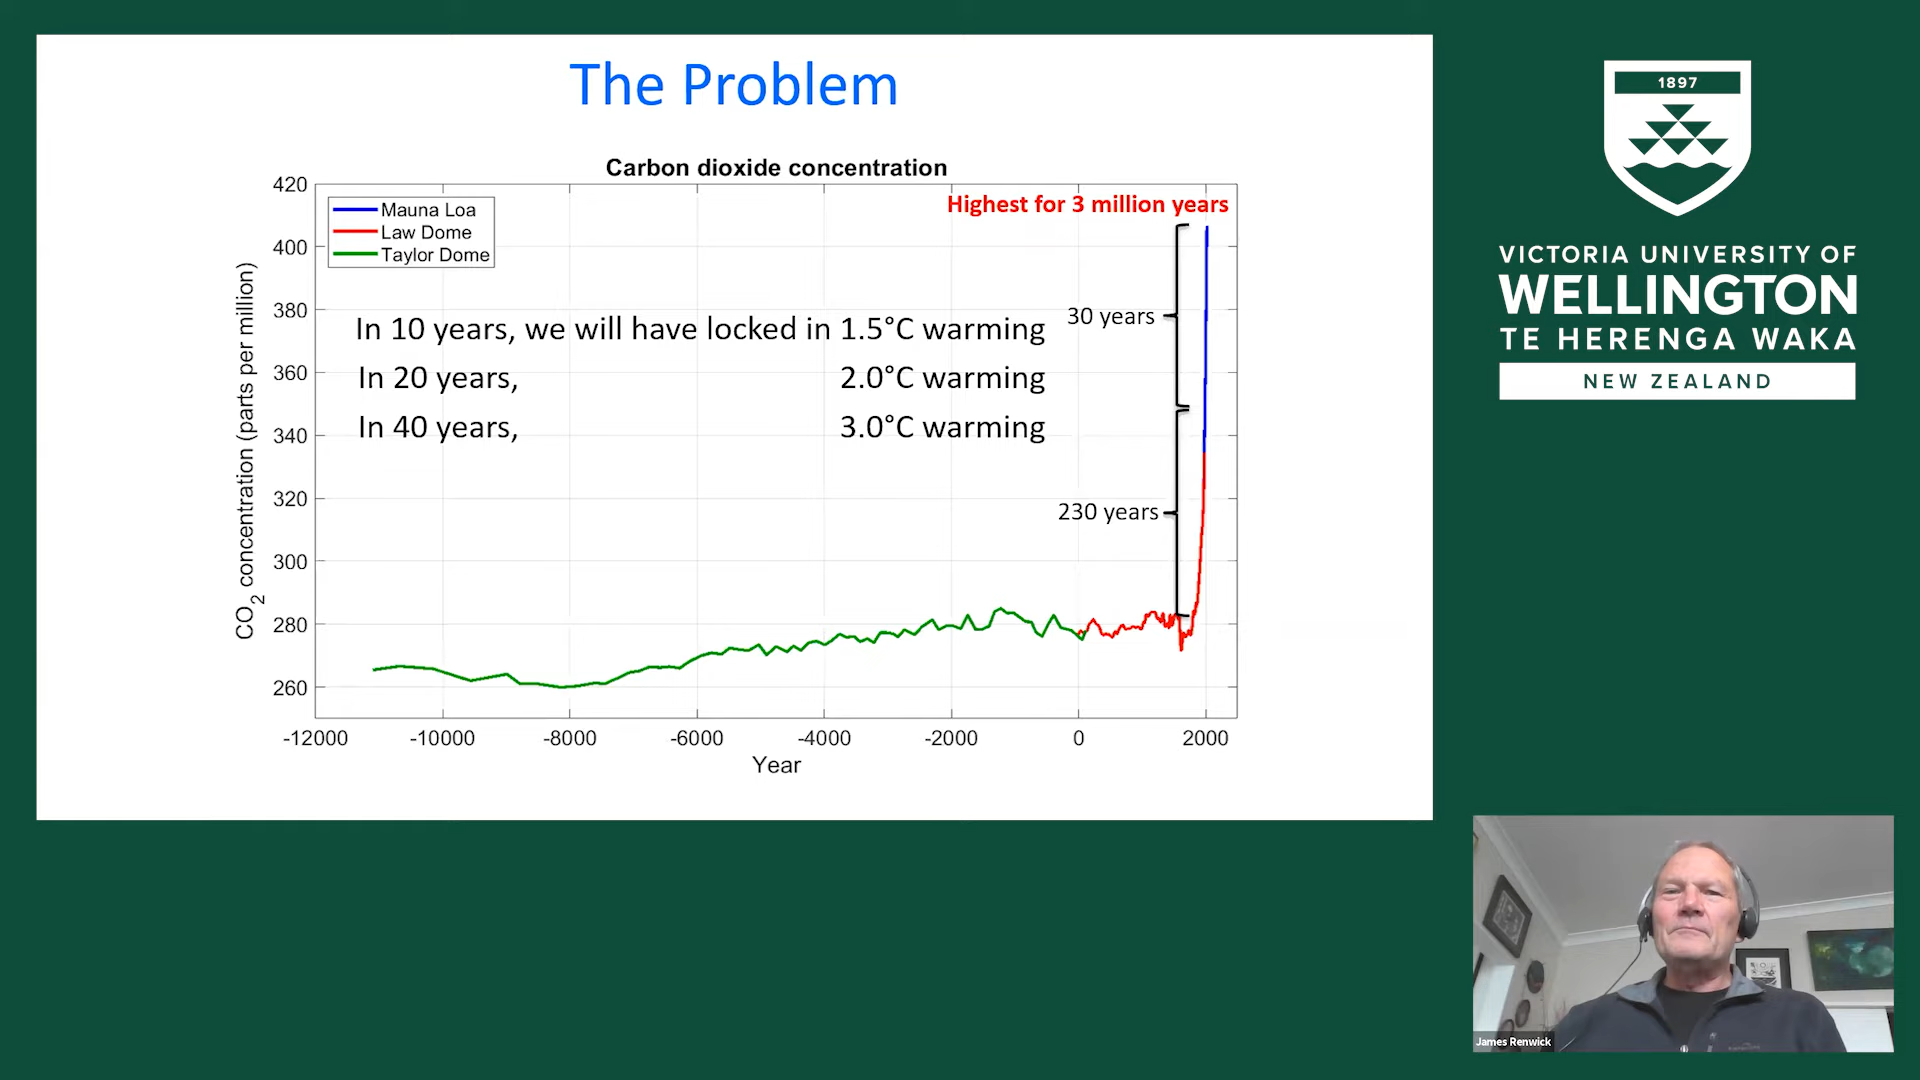 The Problem
Carbon dioxide concentration
420
400
380
360
340
320
300
280
260
CO2 concentration (parts per million)
Mauna Loa
Law Dome
Taylor Dome
Highest for 3 million years
In 10 years, we will have locked in 1.5°C warming
In 20 years, 2.0°C warming
In 40 years, 3.0°C warming
30 years
230 years
-12000 -10000 -8000 -6000 -4000 -2000 0 2000
Year
1897
VICTORIA UNIVERSITY OF
WELLINGTON
TE HERENGA WAKA
NEW ZEALAND
James Renwick